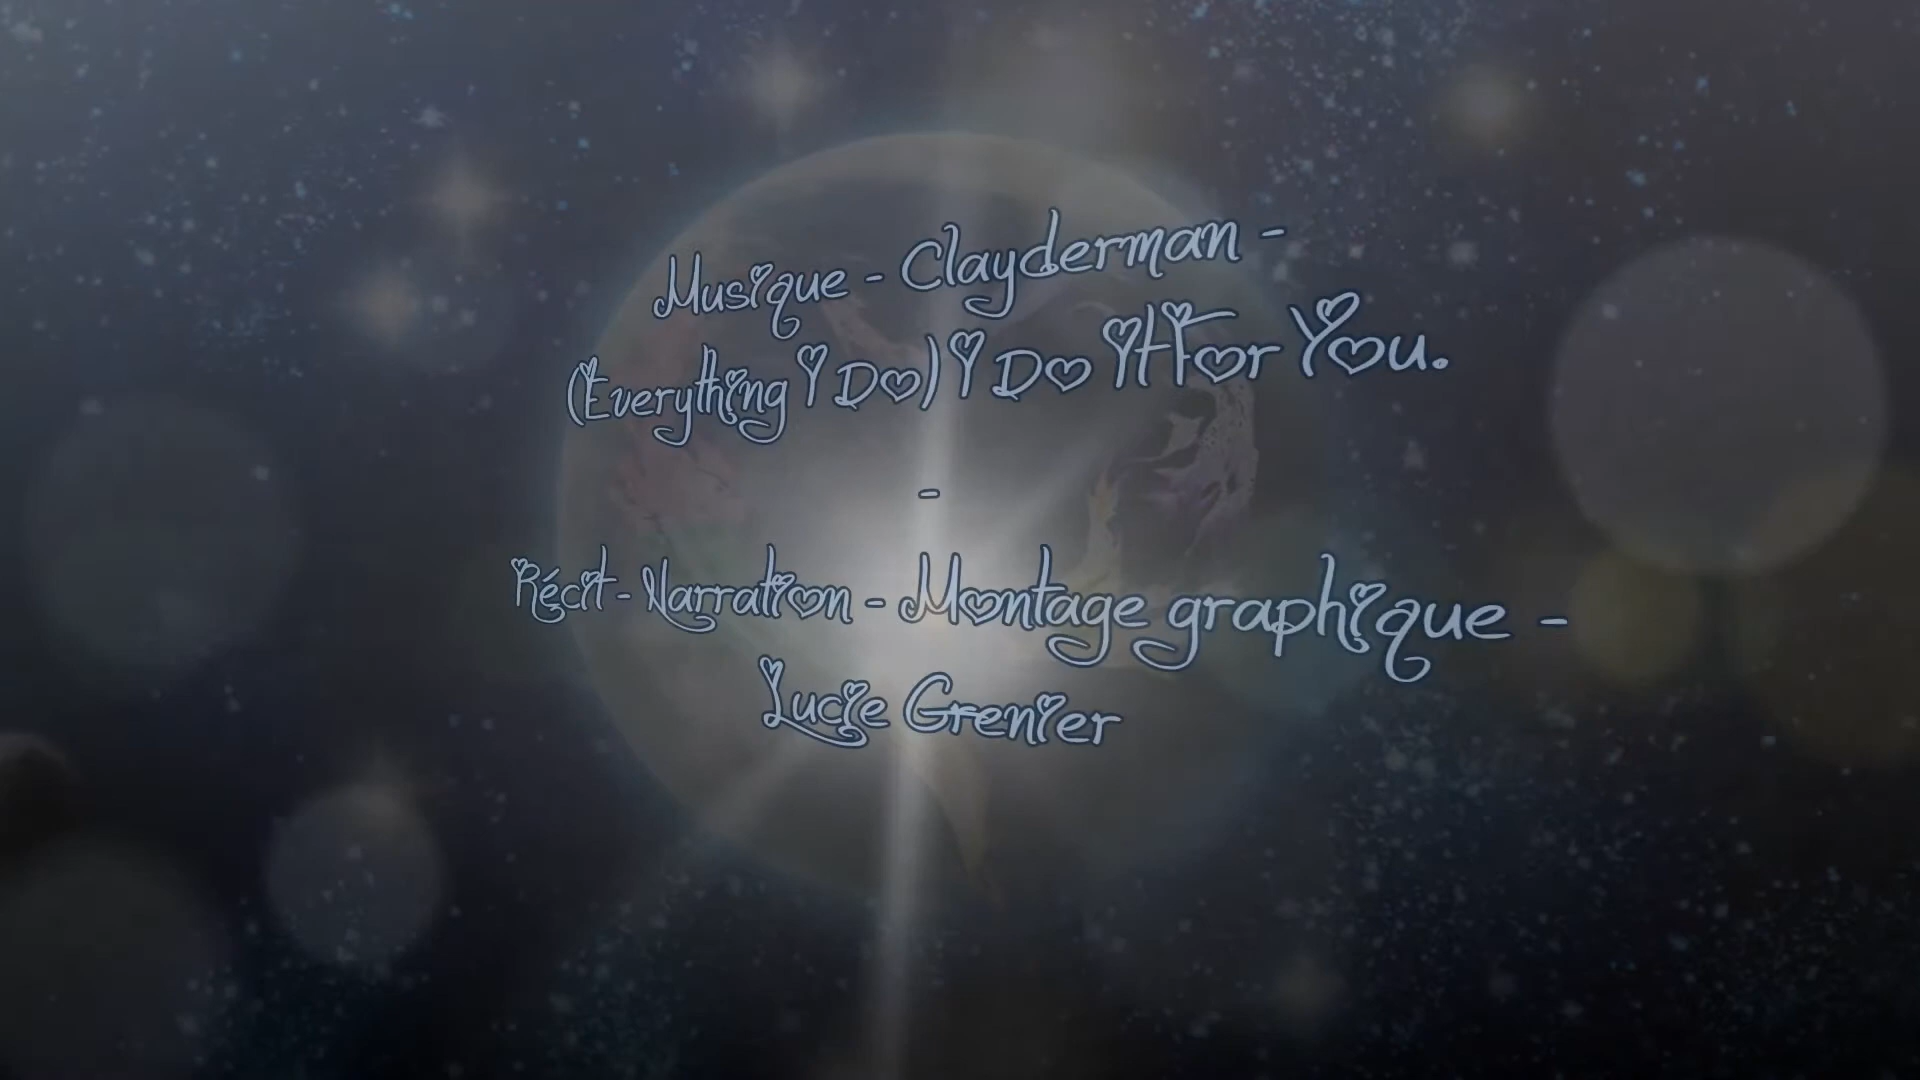 Musique - Clayderman -
(Everything I Do) I Do It For You.
-
Récit - Narration - Montage graphique -
Lucie Grenier